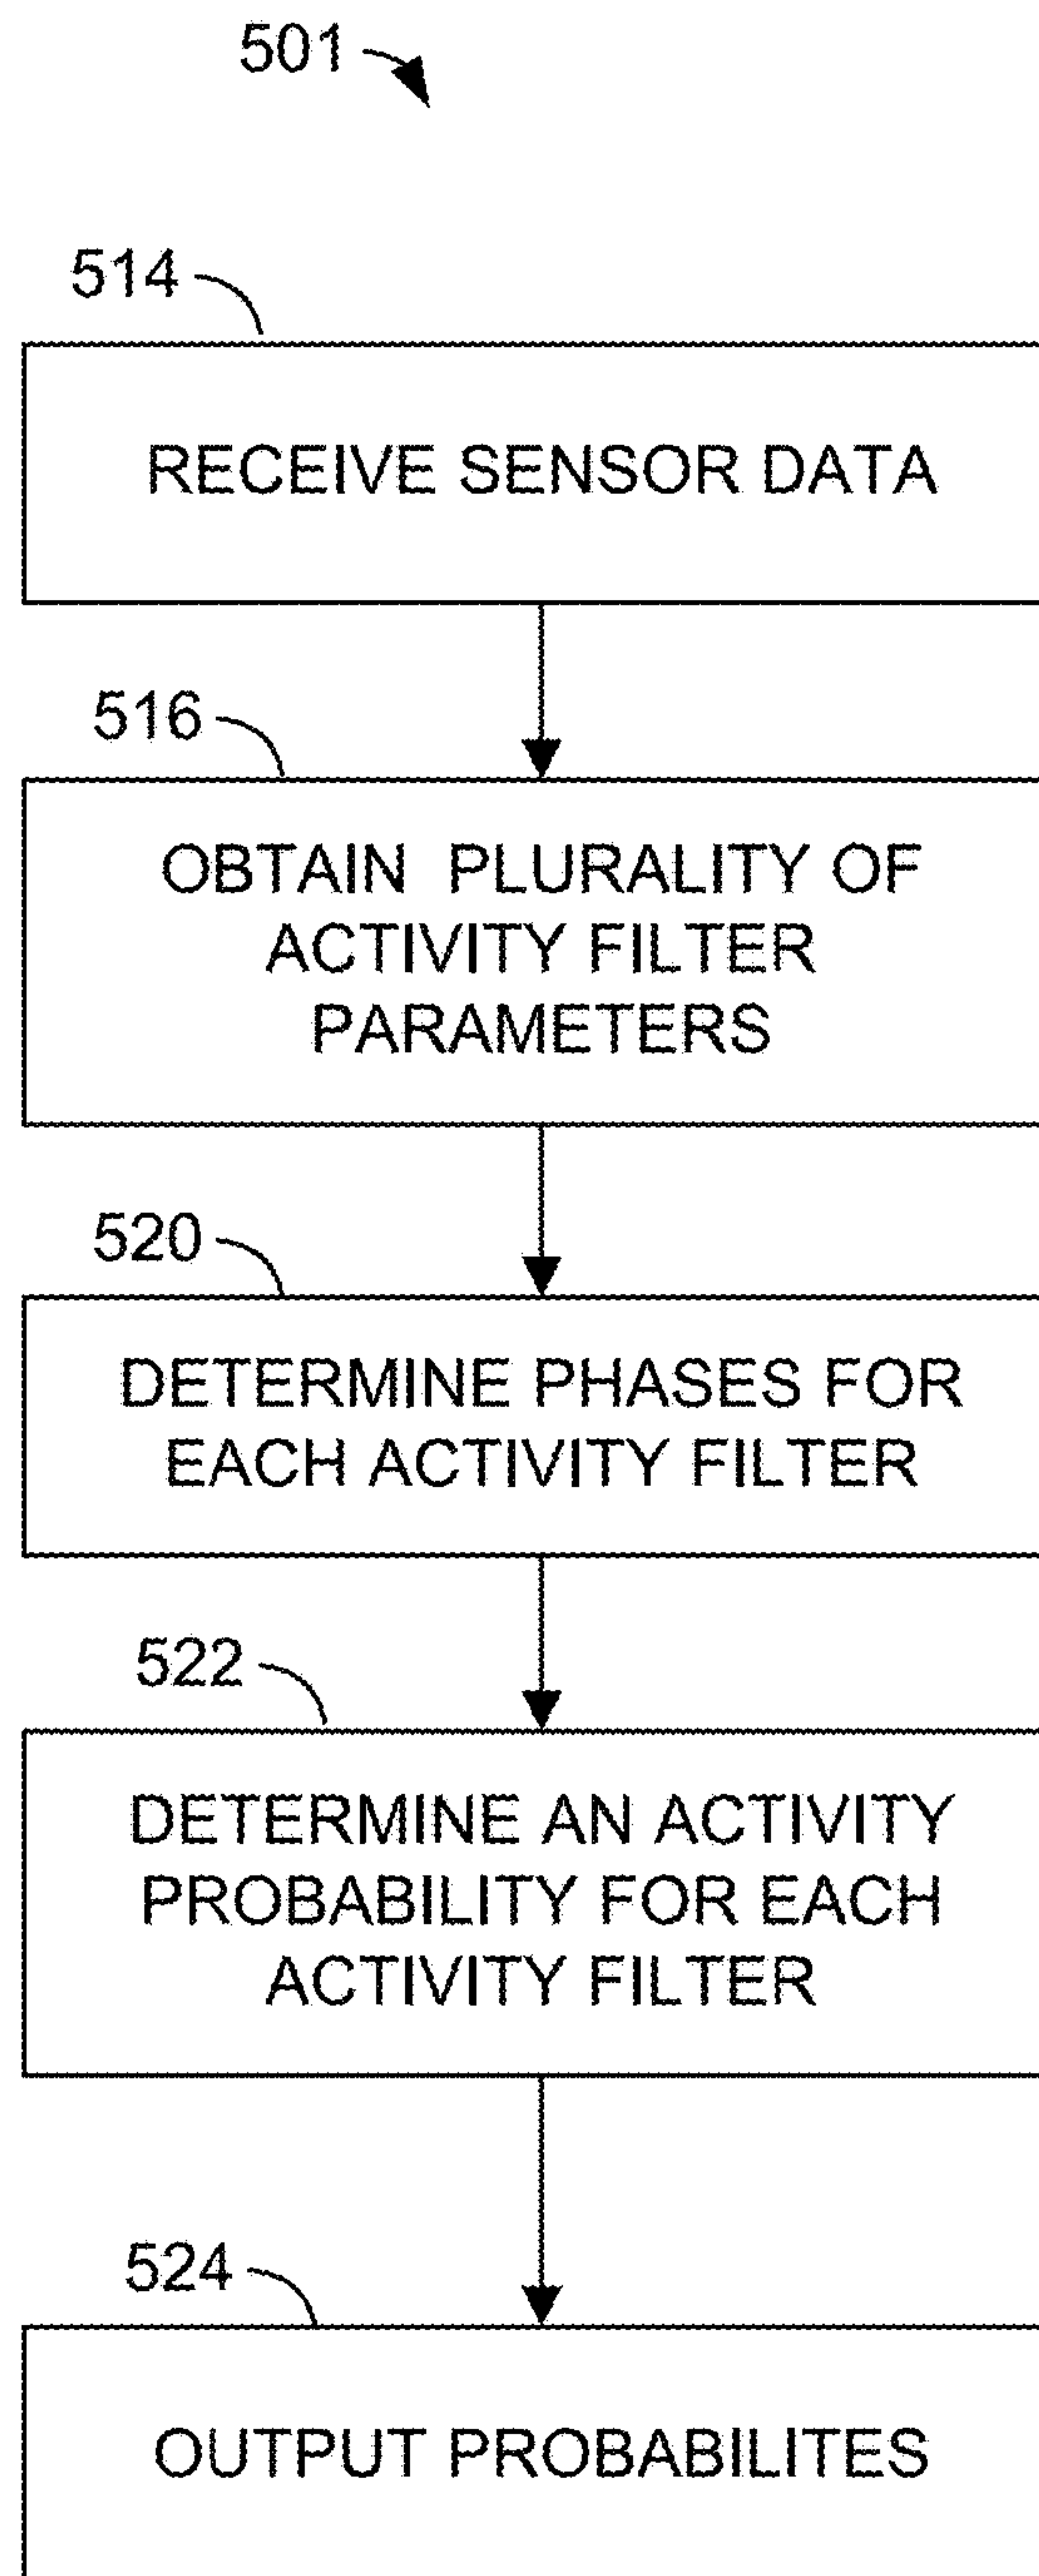 501
514
RECEIVE SENSOR DATA
516
OBTAIN PLURALITY OF
ACTIVITY FILTER
PARAMETERS
520
DETERMINE PHASES FOR
EACH ACTIVITY FILTER
522
DETERMINE AN ACTIVITY
PROBABILITY FOR EACH
ACTIVITY FILTER
524
OUTPUT PROBABILITES